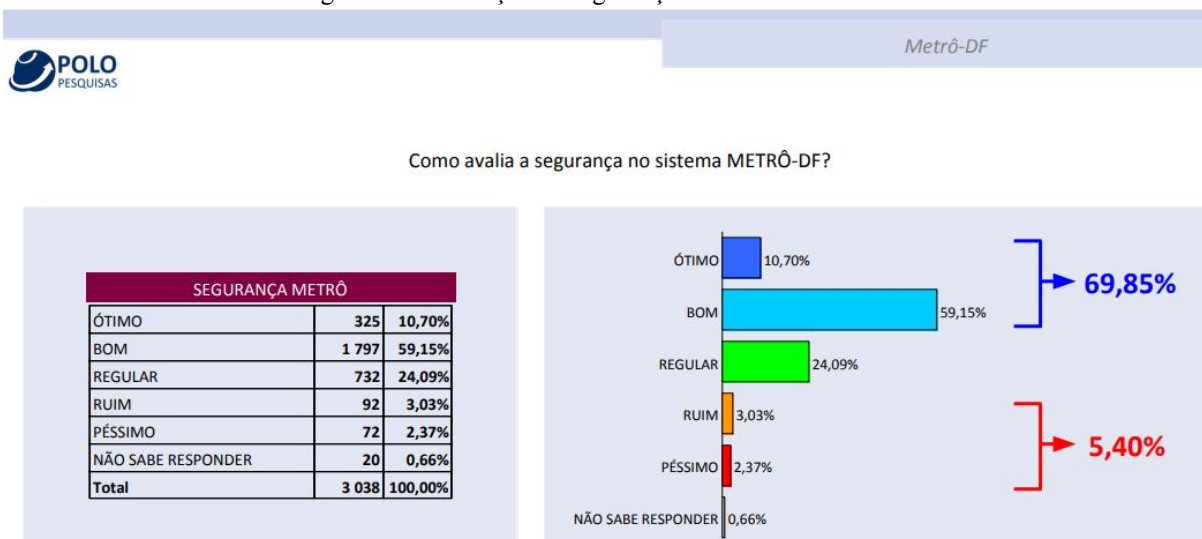 Metrô-DF
POLO
PESQUISAS
Como avalia a segurança no sistema METRÔ-DF?
SEGURANÇA METRÔ
ÓTIMO 325 10,70%
BOM 1 797 59,15%
REGULAR 732 24,09%
RUIM 92 3,03%
PÉSSIMO 72 2,37%
NÃO SABE RESPONDER 20 0,66%
Total 3 038 100,00%
ÓTIMO 10,70%
BOM 59,15%
69,85%
REGULAR 24,09%
RUIM 3,03%
PÉSSIMO 2,37%
5,40%
NÃO SABE RESPONDER 0,66%